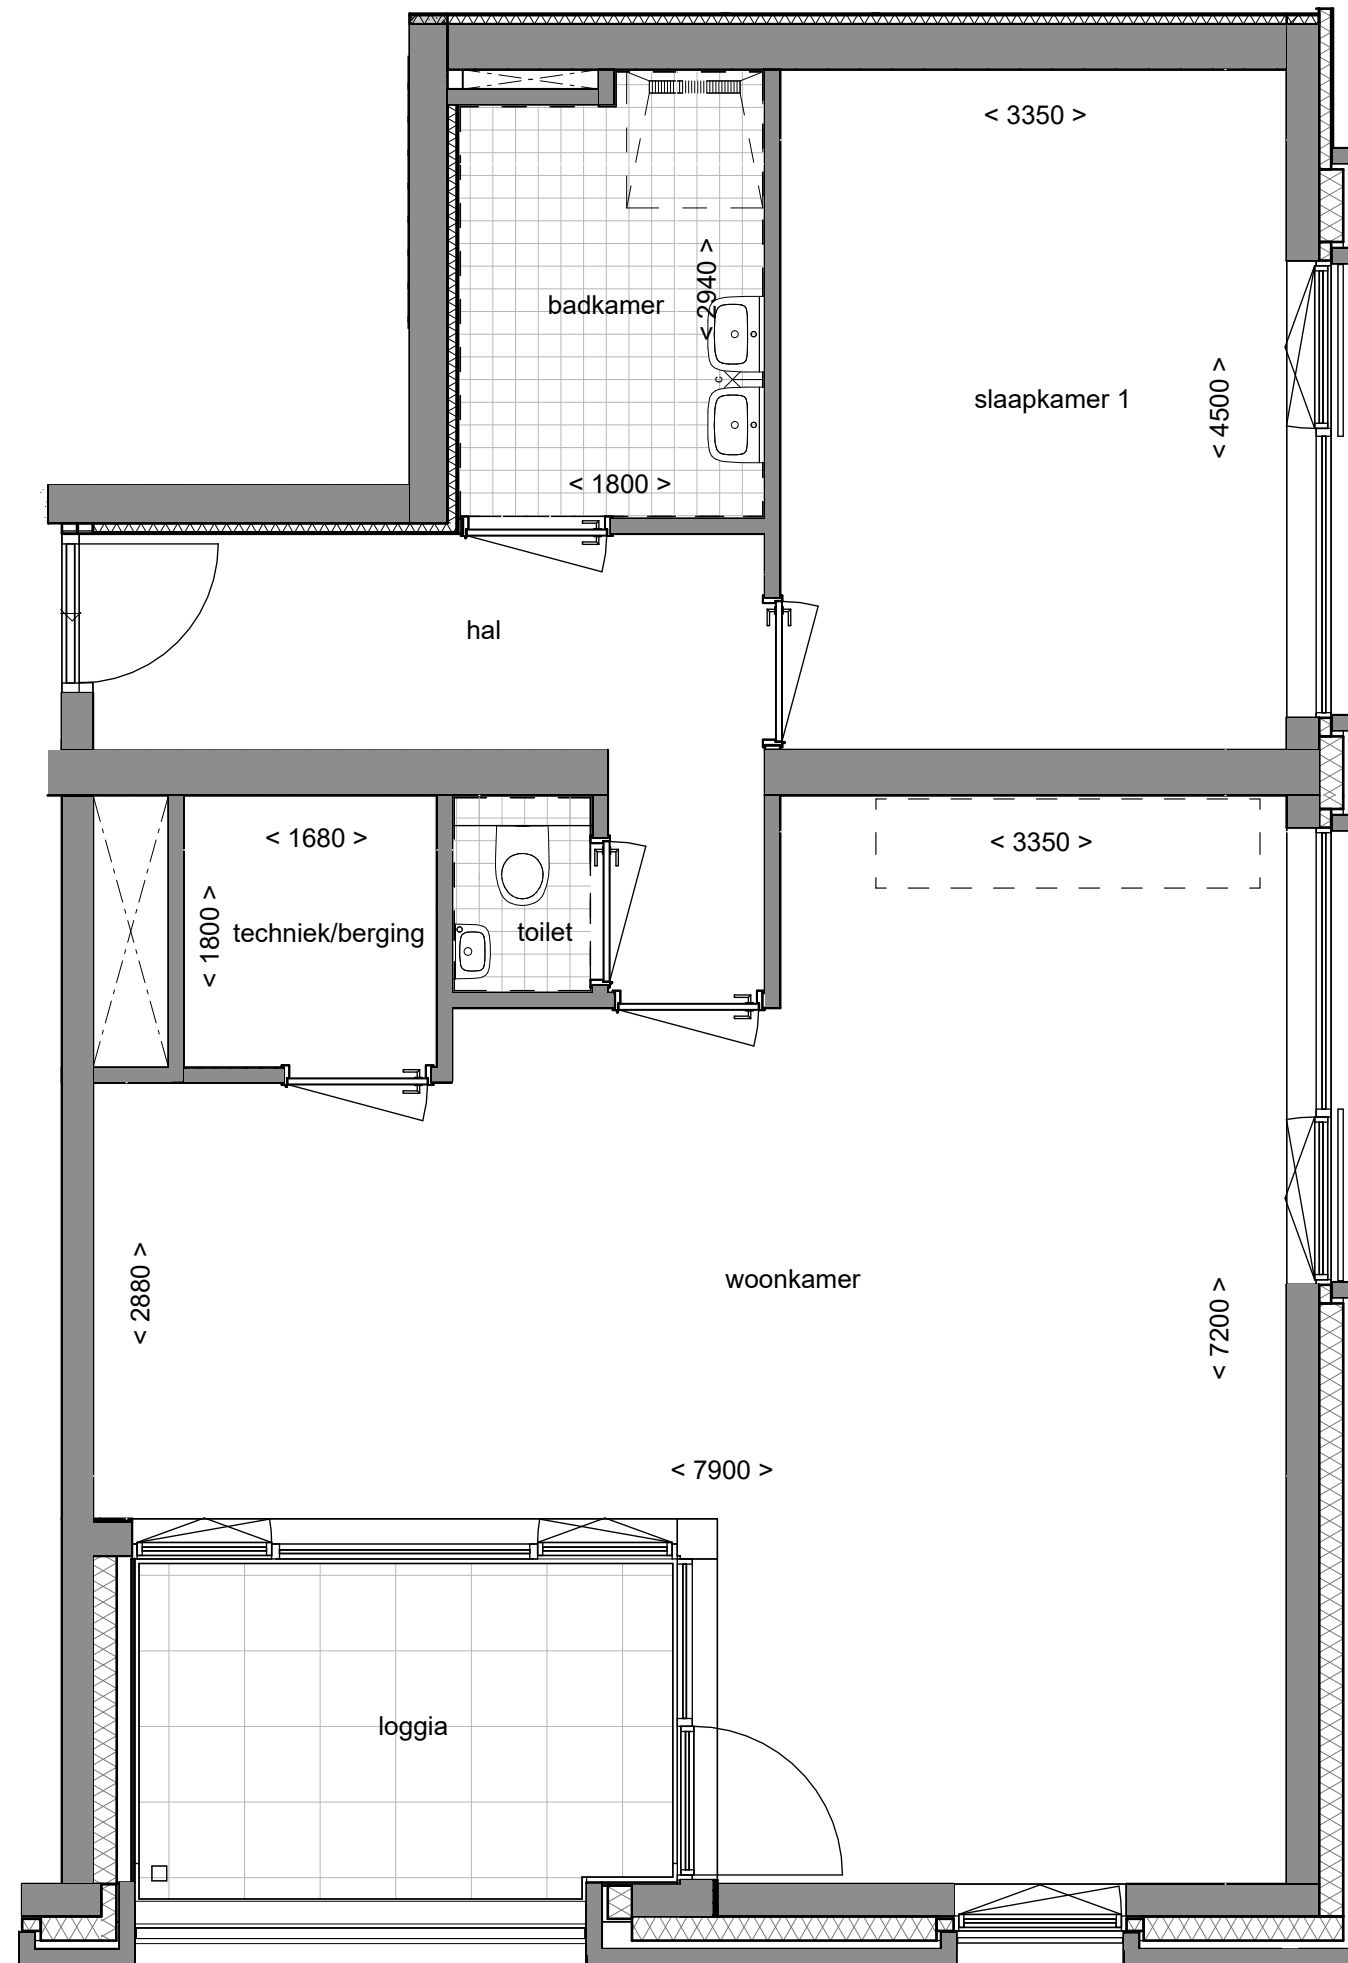 < 3350 >
badkamer
< 2940 >
slaapkamer 1
< 4500 >
< 1800 >
hal
< 1680 >
< 3350 >
< 1800 >
techniek/berging
toilet
woonkamer
< 2880 >
< 7200 >
< 7900 >
loggia